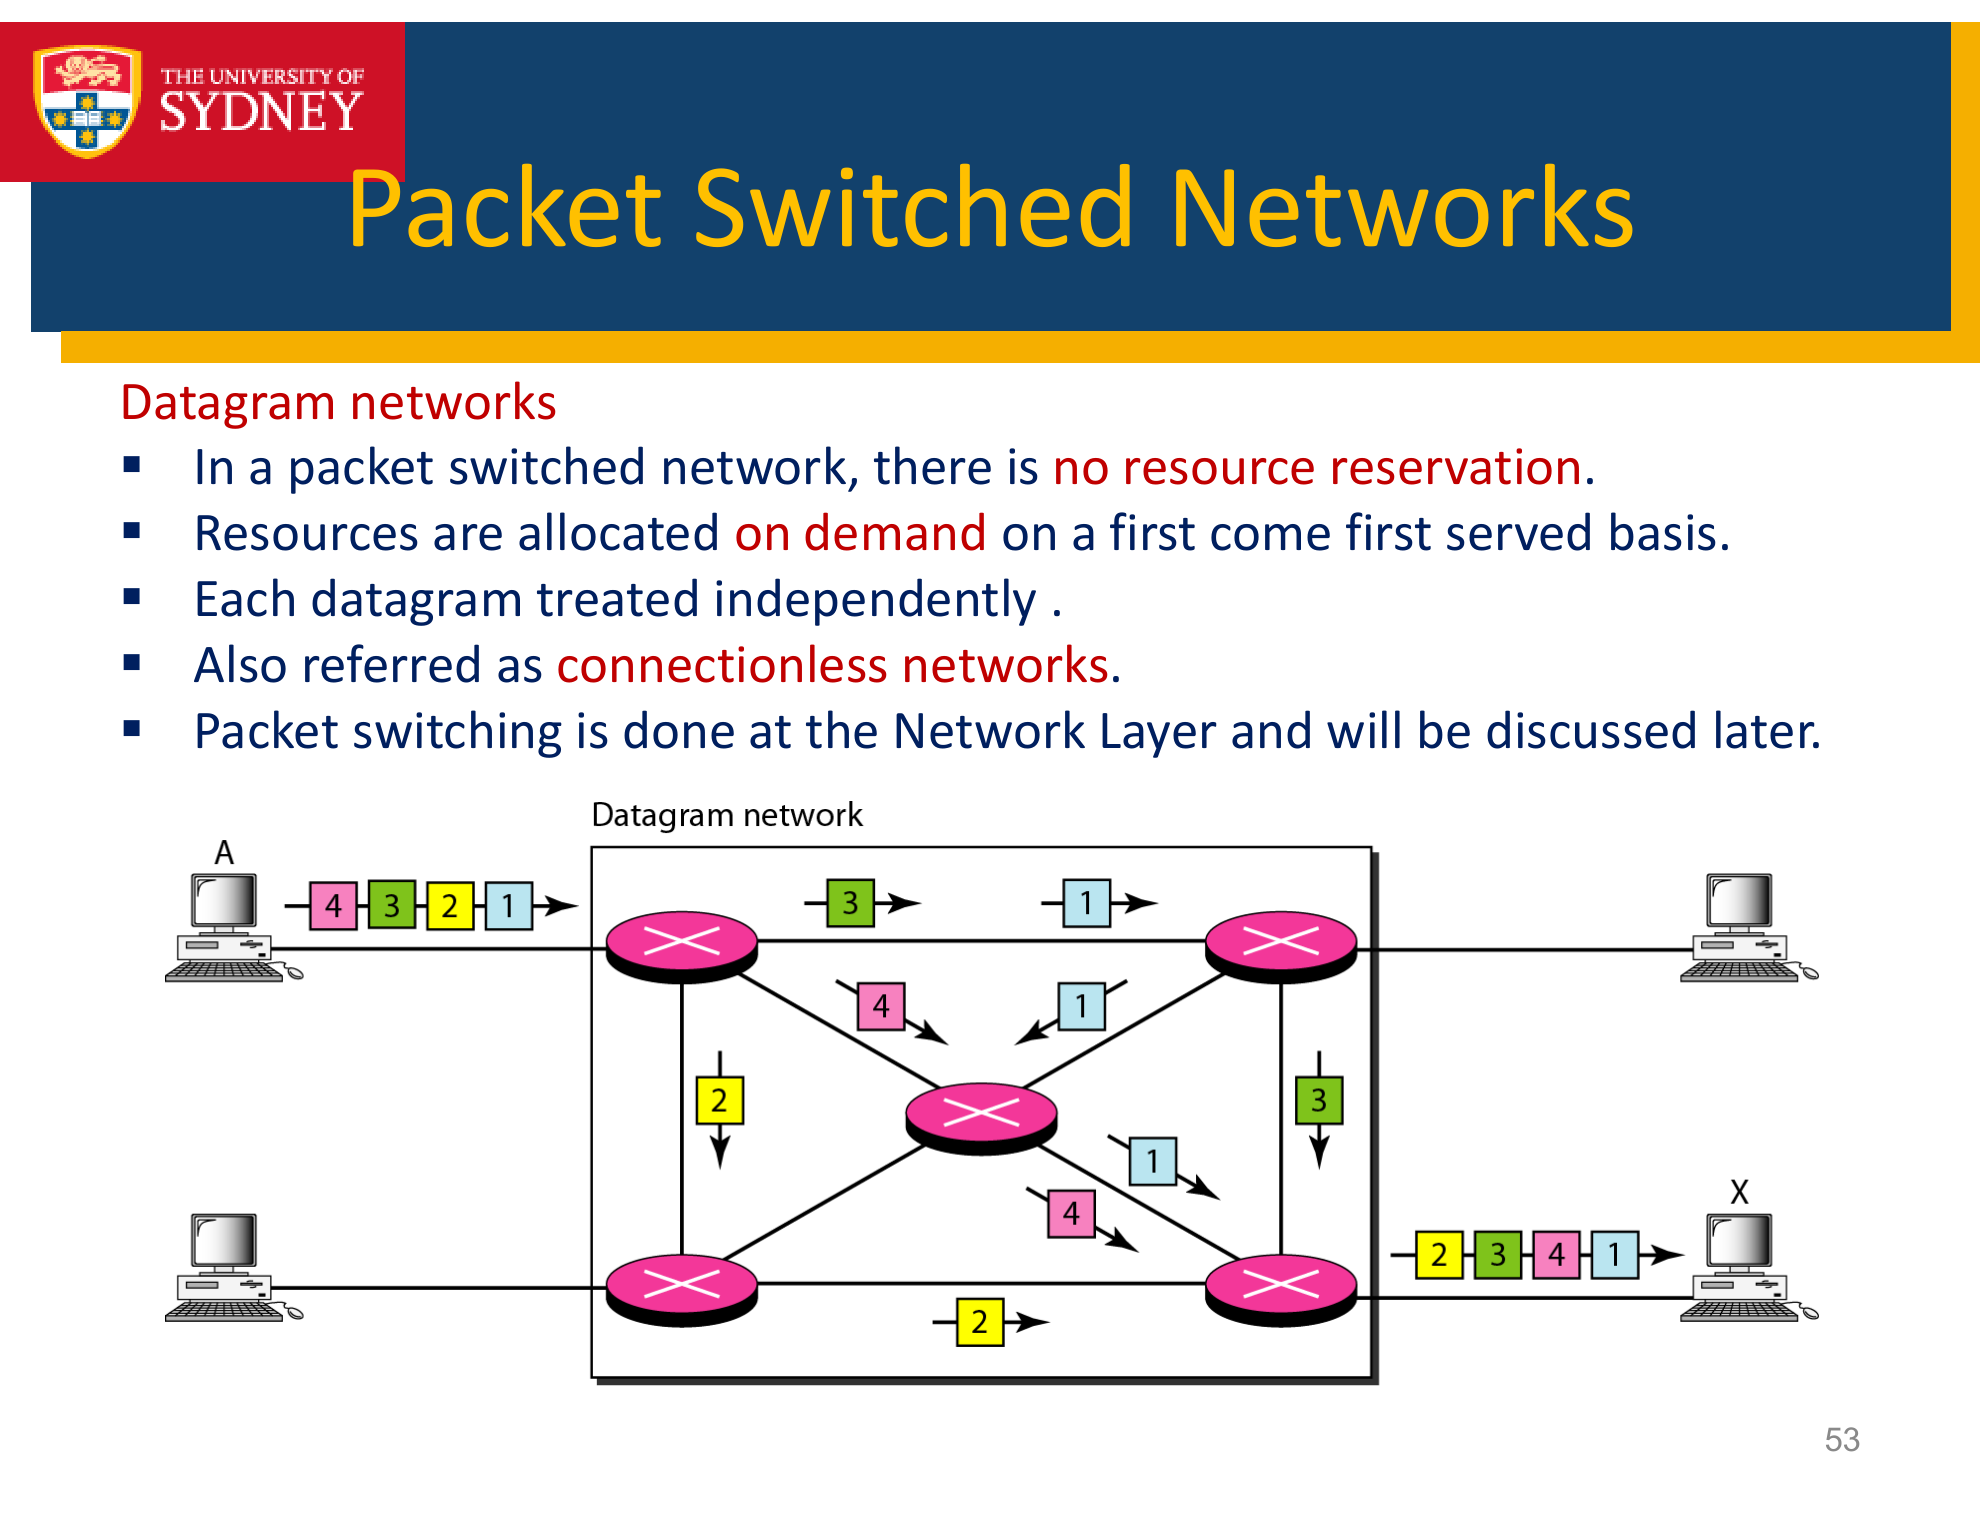 THE UNIVERSITY OF
SYDNEY
Packet Switched Networks
Datagram networks
▪ In a packet switched network, there is no resource reservation.
▪ Resources are allocated on demand on a first come first served basis.
▪ Each datagram treated independently .
▪ Also referred as connectionless networks.
▪ Packet switching is done at the Network Layer and will be discussed later.
Datagram network
A
4 3 2 1
3
1
4
1
2
3
1
4
X
2 3 4 1
2
53